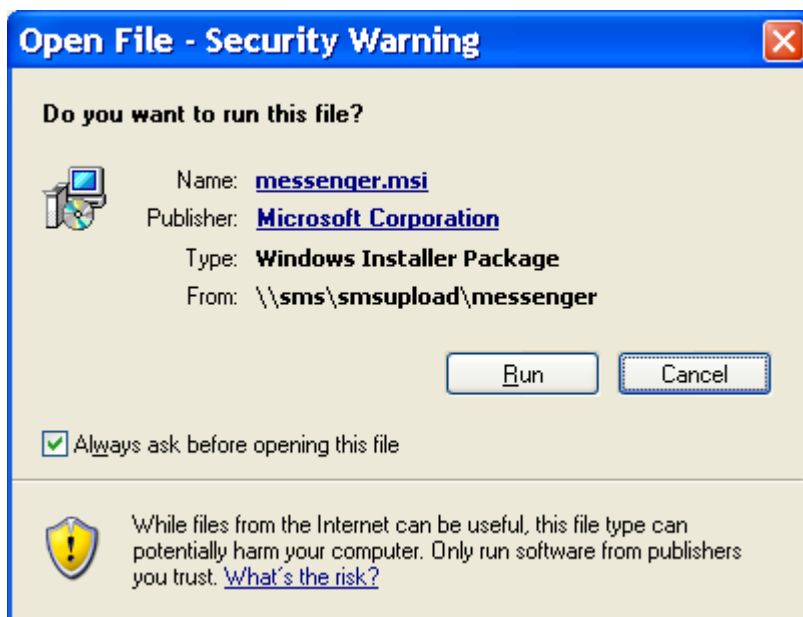 Open File - Security Warning
Do you want to run this file?
Name: messenger.msi
Publisher: Microsoft Corporation
Type: Windows Installer Package
From: \\sms\smsupload\messenger
Run Cancel
Always ask before opening this file
While files from the Internet can be useful, this file type can
potentially harm your computer. Only run software from publishers
you trust. What's the risk?